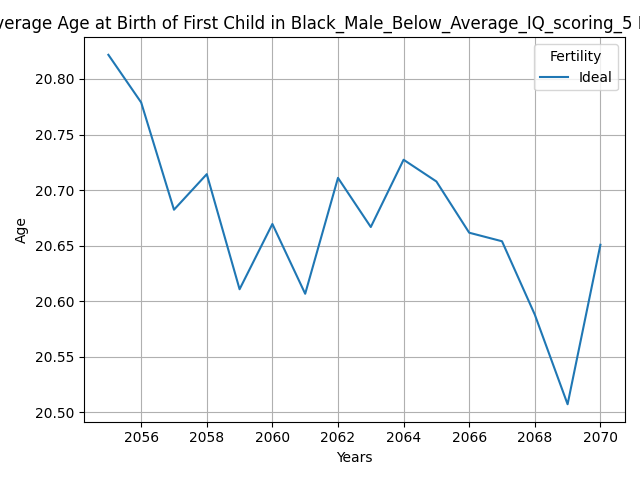 verage Age at Birth of First Child in Black_Male_Below_Average_IQ_scoring_5
Fertility
Ideal
20.80
20.75
20.70
20.65
20.60
20.55
20.50
Age
2056 2058 2060 2062 2064 2066 2068 2070
Years